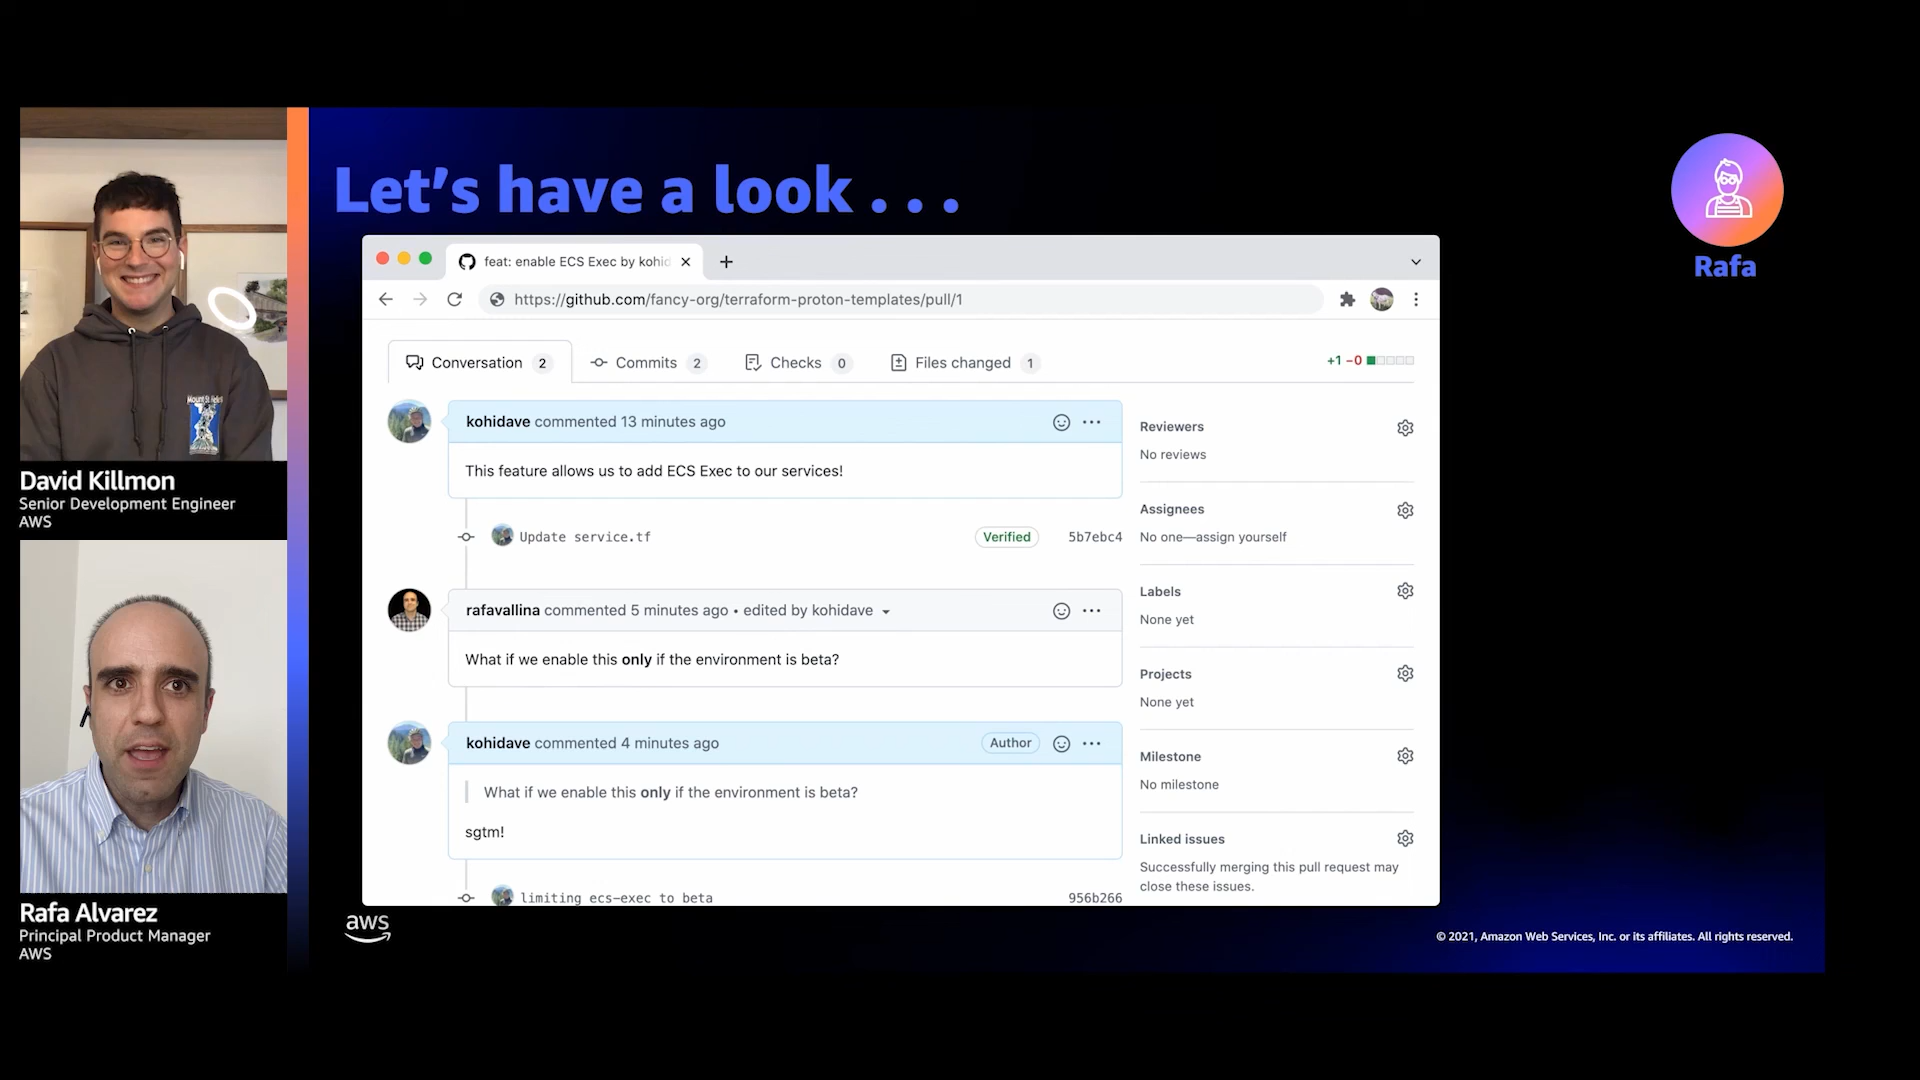 Let's have a look . . .
Rafa
feat: enable ECS Exec by kohid
https://github.com/fancy-org/terraform-proton-templates/pull/1
Conversation 2
Commits 2
Checks 0
Files changed 1
+1 −0
kohidave commented 13 minutes ago
This feature allows us to add ECS Exec to our services!
Update service.tf
Verified
5b7ebc4
rafavallina commented 5 minutes ago • edited by kohidave
What if we enable this only if the environment is beta?
kohidave commented 4 minutes ago
Author
What if we enable this only if the environment is beta?
sgtm!
limiting ecs-exec to beta
956b266
Reviewers
No reviews
Assignees
No one—assign yourself
Labels
None yet
Projects
None yet
Milestone
No milestone
Linked issues
Successfully merging this pull request may
close these issues.
Mount St. Helens
David Killmon
Senior Development Engineer
AWS
Rafa Alvarez
Principal Product Manager
AWS
aws
© 2021, Amazon Web Services, Inc. or its affiliates. All rights reserved.